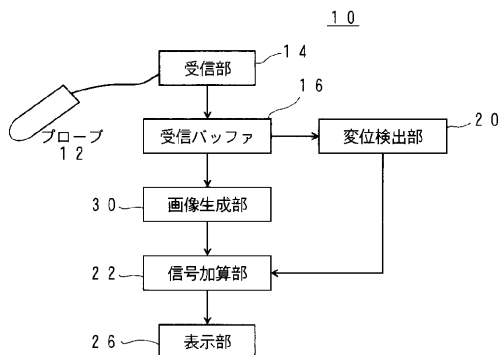 10
受信部
14
プローブ
12
受信バッファ
16
変位検出部
20
画像生成部
30
信号加算部
22
表示部
26